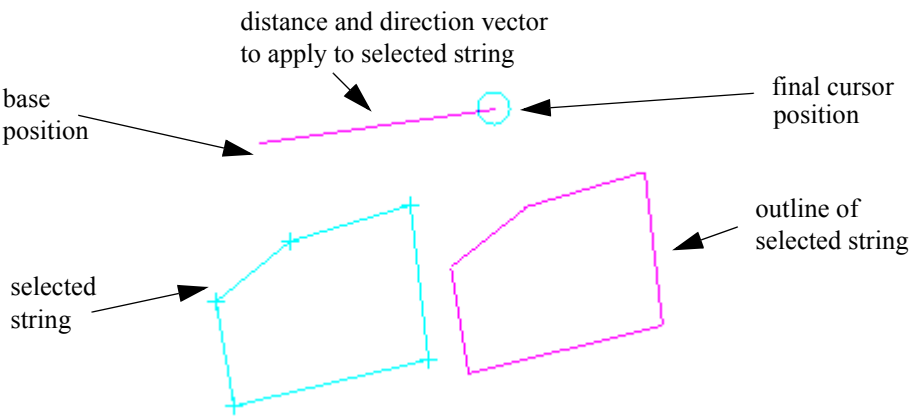 distance and direction vector
to apply to selected string
base
position
final cursor
position
outline of
selected string
selected
string